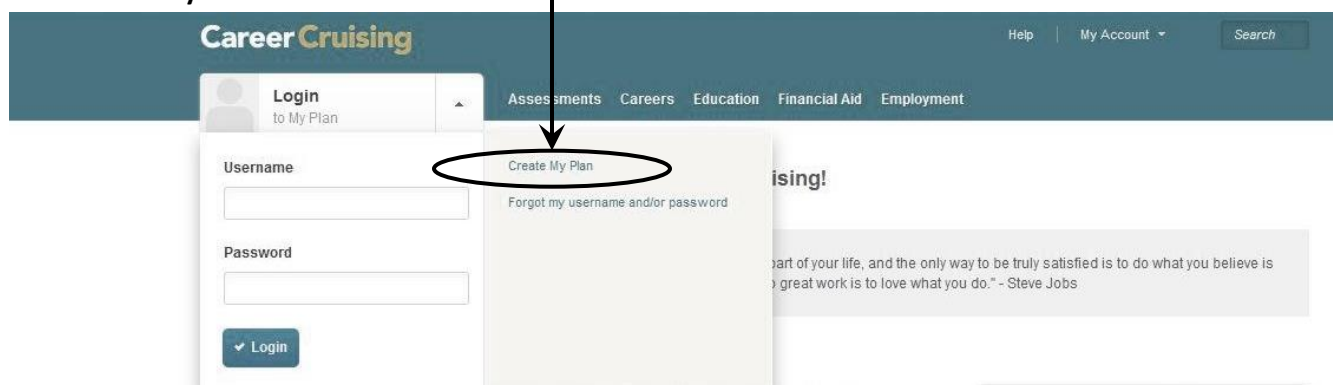 Career Cruising
Help
My Account
Search
Login
to My Plan
Assessments Careers Education Financial Aid Employment
Username
Create My Plan
Forgot my username and/or password
ising!
Password
part of your life, and the only way to be truly satisfied is to do what you believe is
great work is to love what you do." - Steve Jobs
Login